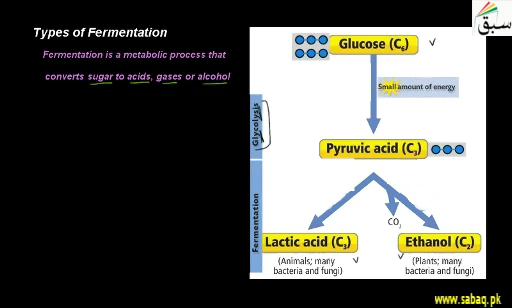 Types of Fermentation
Fermentation is a metabolic process that
converts sugar to acids, gases or alcohol
سبق
Glucose (C6)
Small amount of energy
Glycolysis
Pyruvic acid (C3)
Fermentation
CO2
Lactic acid (C3)
Ethanol (C2)
(Animals; many
bacteria and fungi)
(Plants; many
bacteria and fungi)
www.sabaq.pk